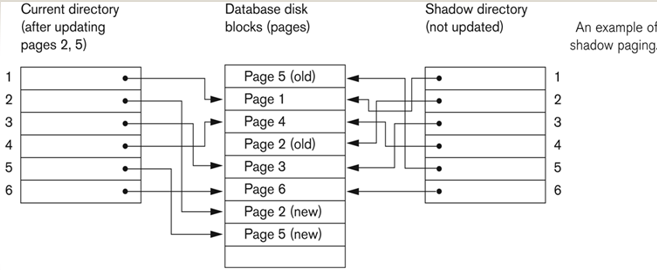 Current directory
(after updating
pages 2, 5)
Database disk
blocks (pages)
Shadow directory
(not updated)
An example of
shadow paging.
1
2
3
4
5
6
Page 5 (old)
Page 1
Page 4
Page 2 (old)
Page 3
Page 6
Page 2 (new)
Page 5 (new)
1
2
3
4
5
6